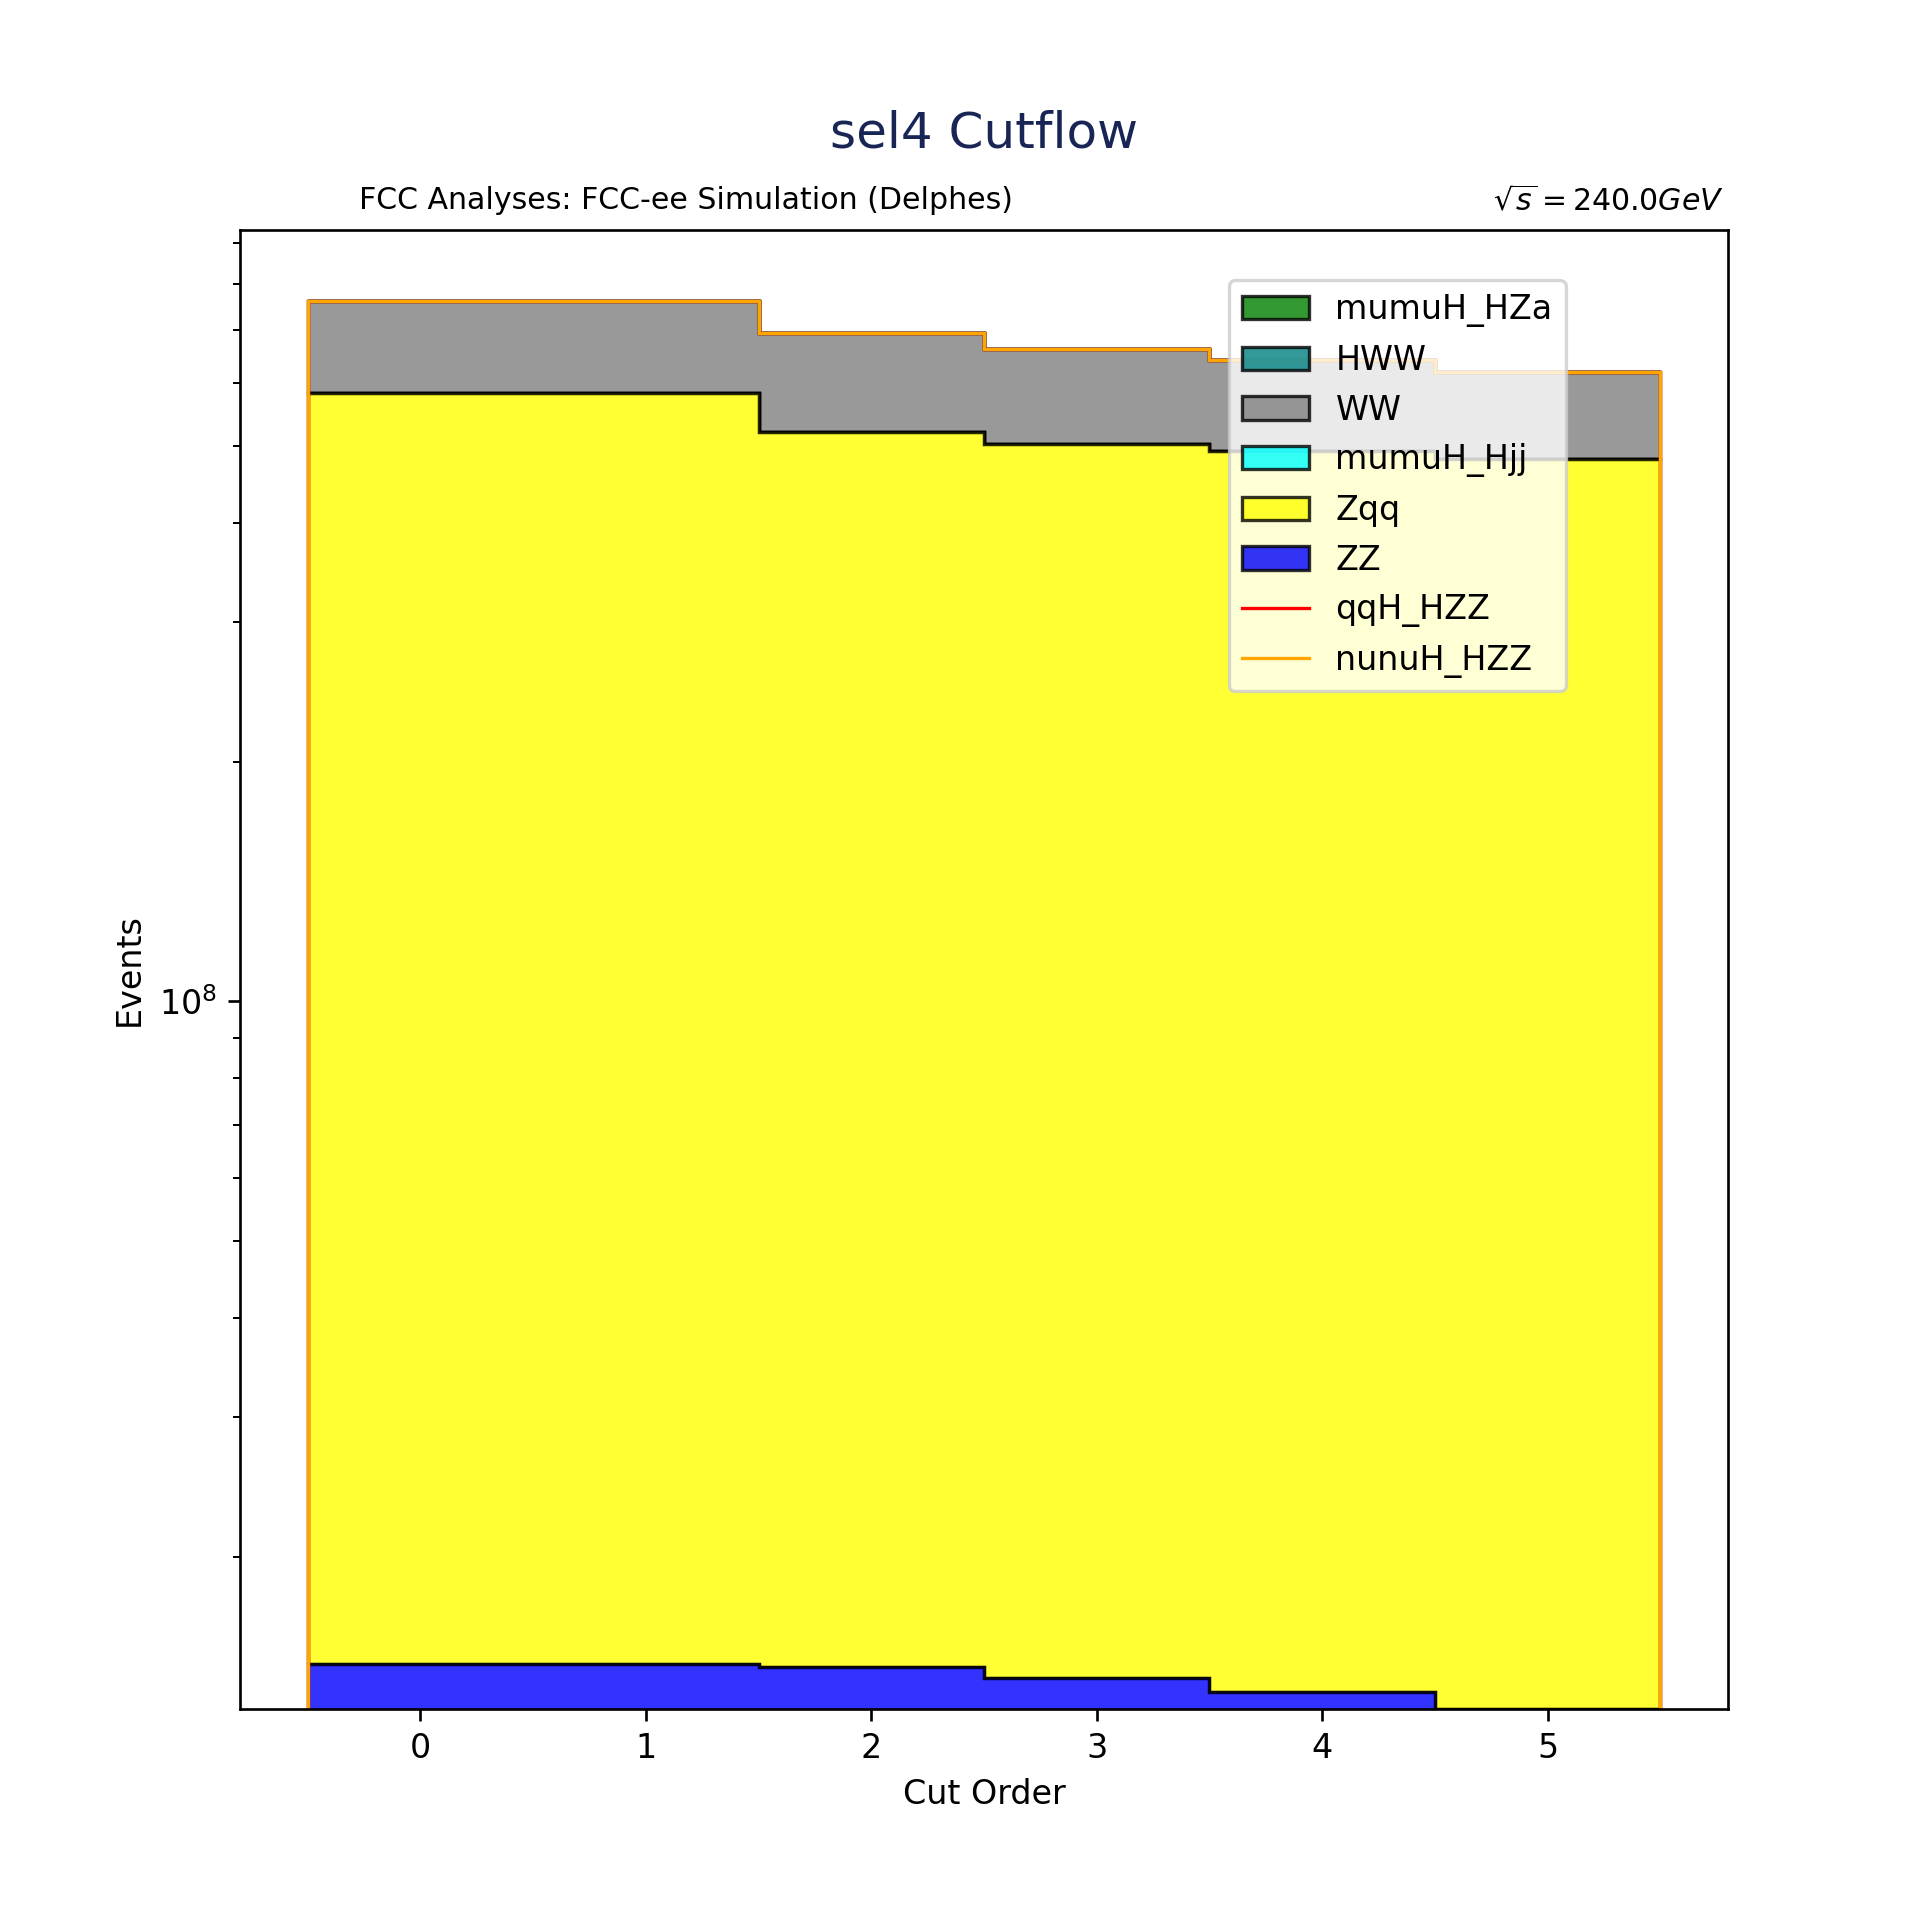 sel4 Cutflow
FCC Analyses: FCC-ee Simulation (Delphes)
√s = 240.0GeV
mumuH_HZa
HWW
WW
mumuH_Hjj
Zqq
ZZ
qqH_HZZ
nunuH_HZZ
Events
10⁸
0 1 2 3 4 5
Cut Order